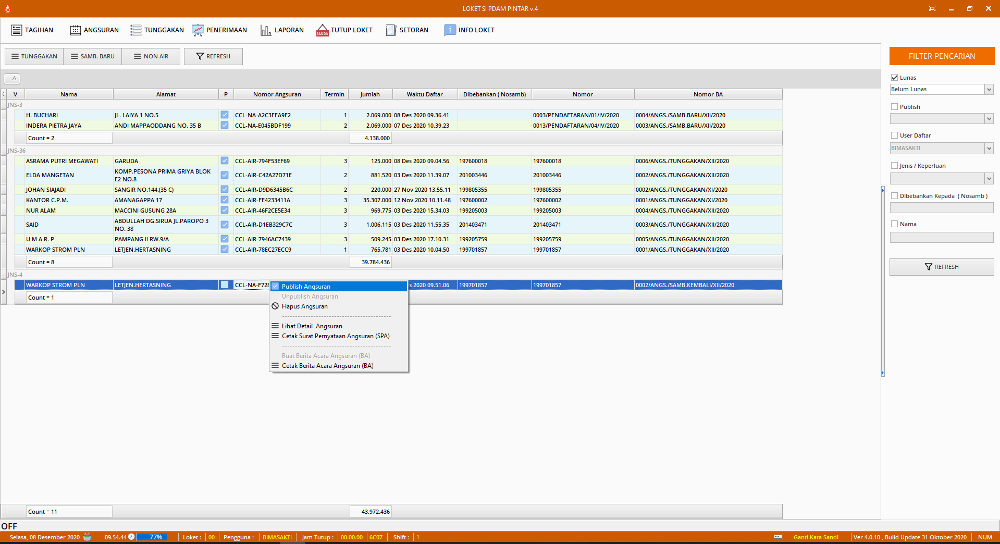 LOKET SI PDAM PINTAR v.4
TAGIHAN ANGSURAN TUNGGAKAN PENERIMAAN LAPORAN CLOSE TUTUP LOKET SETORAN INFO LOKET
TUNGGAKAN SAMB. BARU NON AIR REFRESH
V Nama Alamat P Nomor Angsuran Termin Jumlah Waktu Daftar Dibebankan ( Nosamb) Nomor Nomor BA
JNS-3
H. BUCHARI JL. LAIYA 1 NO.5 CCL-NA-A2C3EEA9E2 1 2.069.000 08 Des 2020 09.36.41 0003/PENDAFTARAN/01/IV/2020 0004/ANGS./SAMB.BARU/XII/2020
INDERA PIETRA JAYA ANDI MAPPAODDANG NO. 35 B CCL-NA-E045BDF199 2 2.069.000 07 Des 2020 10.39.23 0013/PENDAFTARAN/04/IV/2020 0003/ANGS./SAMB.BARU/XII/2020
Count = 2 4.138.000
JNS-36
ASRAMA PUTRI MEGAWATI GARUDA CCL-AIR-794F53EF69 3 125.000 08 Des 2020 09.04.56 197600018 197600018 0006/ANGS./TUNGGAKAN/XII/2020
ELDA MANGETAN KOMP.PESONA PRIMA GRIYA BLOK E2 NO.8 CCL-AIR-C42A27D71E 2 881.520 03 Des 2020 11.39.07 201003446 201003446 0002/ANGS./TUNGGAKAN/XII/2020
JOHAN SIAJADI SANGIR NO.144.(35 C) CCL-AIR-D9D6345B6C 2 220.000 27 Nov 2020 13.55.11 199805355 199805355 0002/ANGS./TUNGGAKAN/XII/2020
KANTOR C.P.M. AMANAGAPPA 17 CCL-AIR-FE4233411A 3 35.307.000 12 Nov 2020 10.11.48 197600002 197600002 0001/ANGS./TUNGGAKAN/XII/2020
NUR ALAM MACCINI GUSUNG 28A CCL-AIR-46F2CE5E34 3 969.775 03 Des 2020 15.34.03 199205003 199205003 0004/ANGS./TUNGGAKAN/XII/2020
SAID ABDULLAH DG.SIRUA JL.PAROPO 3 NO. 38 CCL-AIR-D1EB329C7C 3 1.006.115 03 Des 2020 11.55.35 201403471 201403471 0003/ANGS./TUNGGAKAN/XII/2020
U M A R. P PAMPANG II RW.9/A CCL-AIR-7946AC7439 3 509.245 03 Des 2020 17.10.31 199205759 199205759 0005/ANGS./TUNGGAKAN/XII/2020
WARKOP STROM PLN LETJEN.HERTASNING CCL-AIR-78EC27ECC9 1 765.781 03 Des 2020 10.04.50 199701857 199701857 0001/ANGS./TUNGGAKAN/XII/2020
Count = 8 39.784.436
JNS-4
WARKOP STROM PLN LETJEN.HERTASNING CCL-NA-F728 s 2020 09.51.06 199701857 199701857 0002/ANGS./SAMB.KEMBALI/XII/2020
Count = 1
Publish Angsuran
Unpublish Angsuran
Hapus Angsuran
Lihat Detail Angsuran
Cetak Surat Pernyataan Angsuran (SPA)
Buat Berita Acara Angsuran (BA)
Cetak Berita Acara Angsuran (BA)
Count = 11 43.972.436
FILTER PENCARIAN
Lunas
Belum Lunas
Publish
User Daftar
BIMASAKTI
Jenis / Keperluan
DIbebankan Kepada ( Nosamb )
Nama
REFRESH
OFF
Selasa, 08 Desember 2020 09.54.44 77% Loket : 00 Pengguna : BIMASAKTI Jam Tutup : 00.00.00 6C07 Shift : 1 Ganti Kata Sandi Ver 4.0.10 , Build Update 31 Oktober 2020 NUM